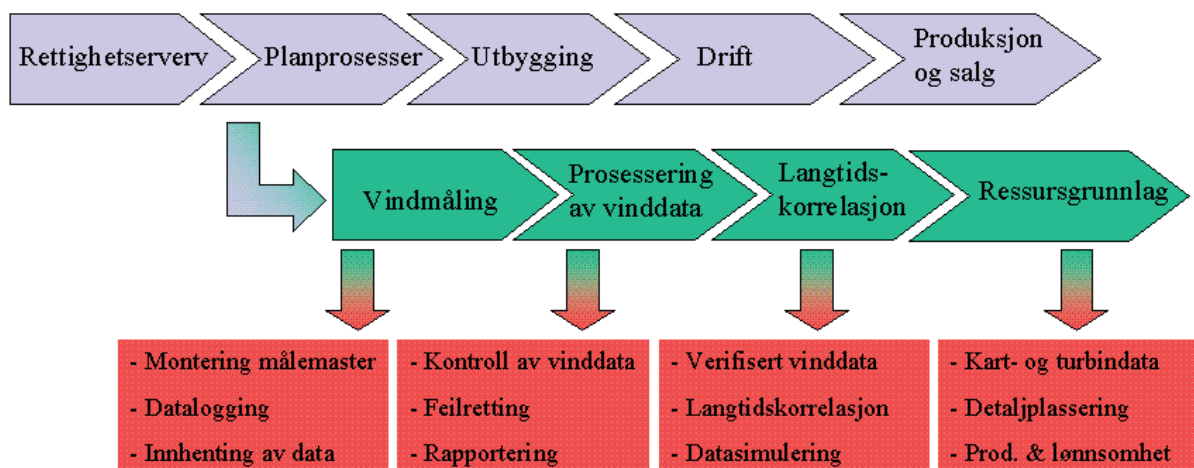 Rettighetserverv
Planprosesser
Utbygging
Drift
Produksjon
og salg
Vindmåling
Prosessering
av vinddata
Langtids-
korrelasjon
Ressursgrunnlag
- Montering målemaster
- Datalogging
- Innhenting av data
- Kontroll av vinddata
- Feilretting
- Rapportering
- Verifisert vinddata
- Langtidskorrelasjon
- Datasimulering
- Kart- og turbindata
- Detaljplassering
- Prod. & lønnsomhet